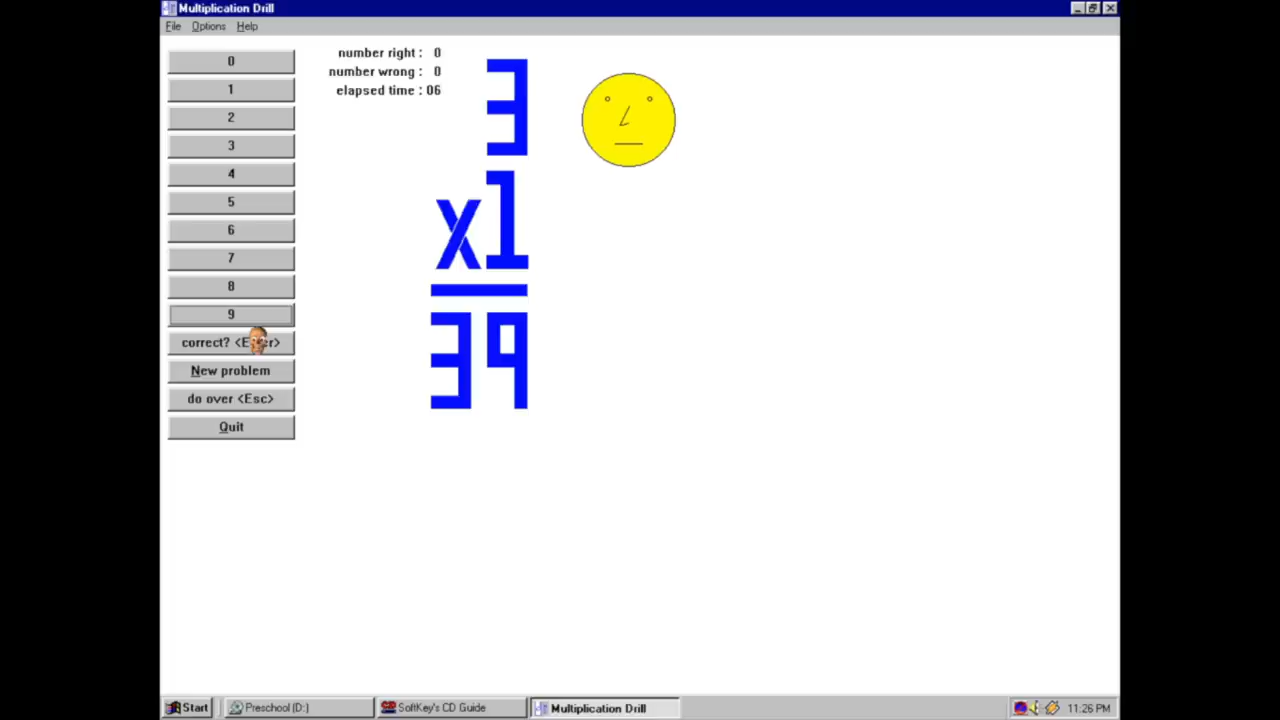 Multiplication Drill
File Options Help
0
1
2
3
4
5
6
7
8
9
correct? <E er>
New problem
do over <Esc>
Quit
number right : 0
number wrong : 0
elapsed time : 06
3
x1
39
Start
Preschool (D:)
SoftKey's CD Guide
Multiplication Drill
11:26 PM